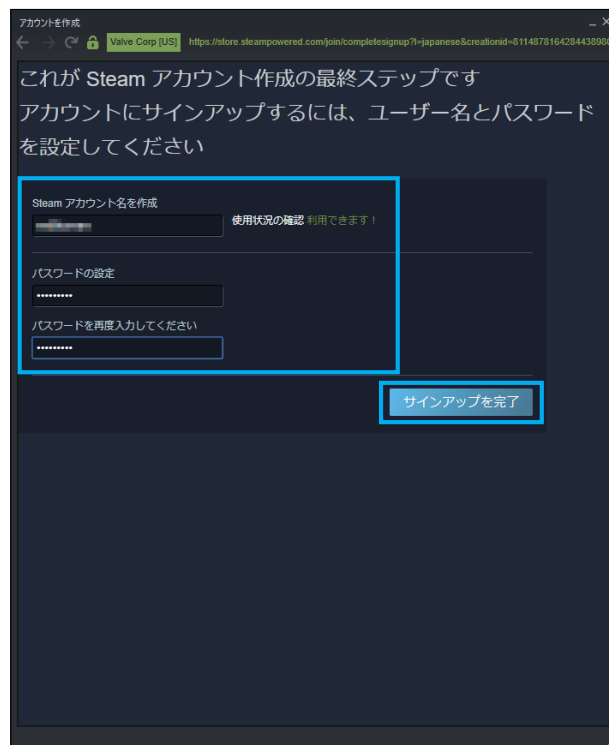 アカウントを作成
Valve Corp [US] https://store.steampowered.com/join/completesignup?l=japanese&creationid=8114878164284438980
これが Steam アカウント作成の最終ステップです
アカウントにサインアップするには、ユーザー名とパスワード
を設定してください
Steam アカウント名を作成
使用状況の確認 利用できます！
パスワードの設定
•••••••••
パスワードを再度入力してください
•••••••••
サインアップを完了